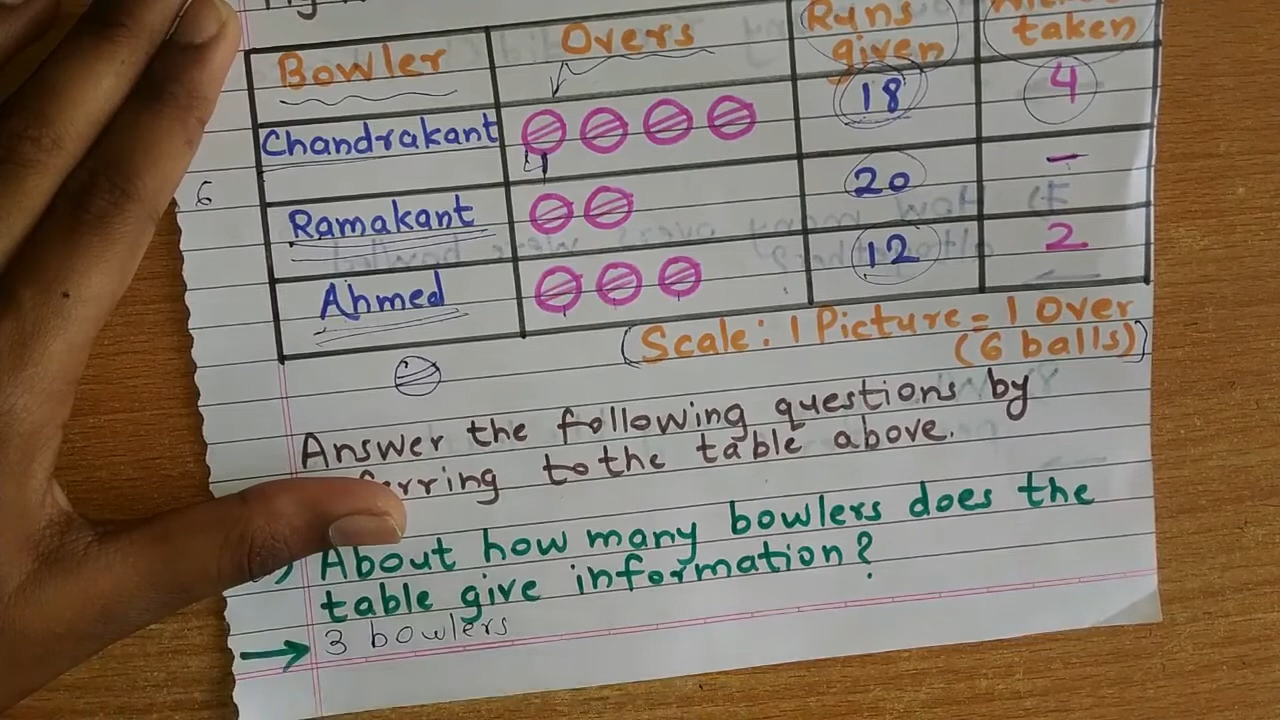 Bowler Overs Runs given taken
Chandrakant 18 4
6
Ramakant 20 –
Ahmed 12 2
(Scale: 1 Picture = 1 Over
(6 balls))
Answer the following questions by
rring to the table above.
About how many bowlers does the
table give information?
→ 3 bowlers